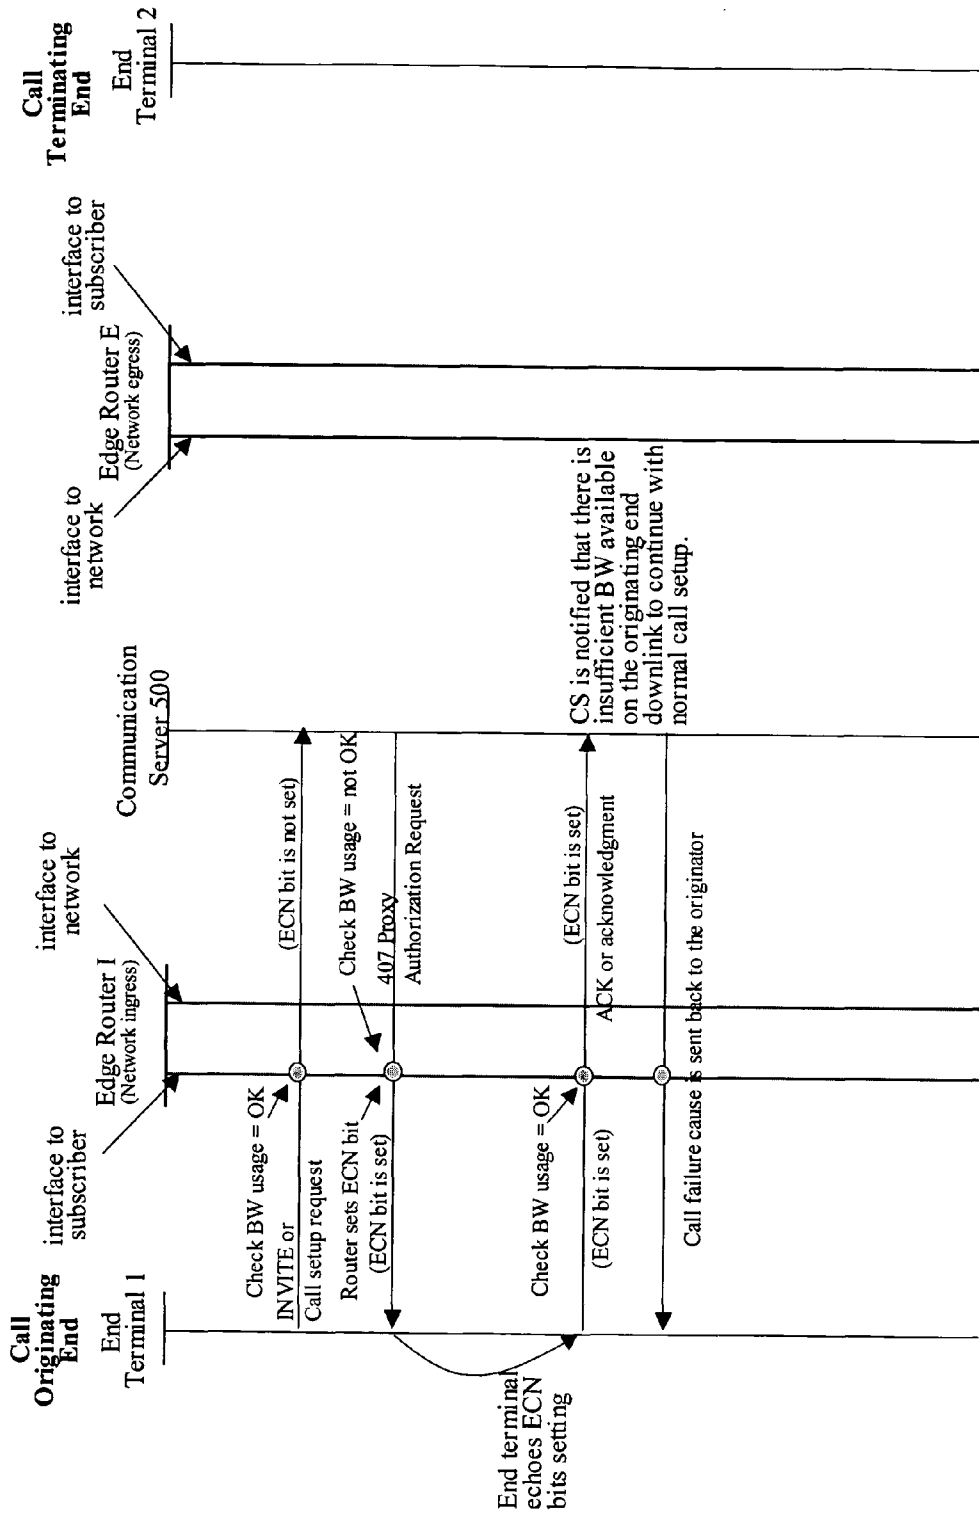 Call
Originating
End
End
Terminal 1
interface to
subscriber
Edge Router I
(Network ingress)
interface to
network
Communication
Server 500
interface to
network
Edge Router E
(Network egress)
interface to
subscriber
Call
Terminating
End
End
Terminal 2
Check BW usage = OK
INVITE or
Call setup request
(ECN bit is not set)
Router sets ECN bit
(ECN bit is set)
Check BW usage = not OK
407 Proxy
Authorization Request
End terminal
echoes ECN
bits setting
Check BW usage = OK
(ECN bit is set)
(ECN bit is set)
ACK or acknowledgment
CS is notified that there is
insufficient BW available
on the originating end
downlink to continue with
normal call setup.
Call failure cause is sent back to the originator